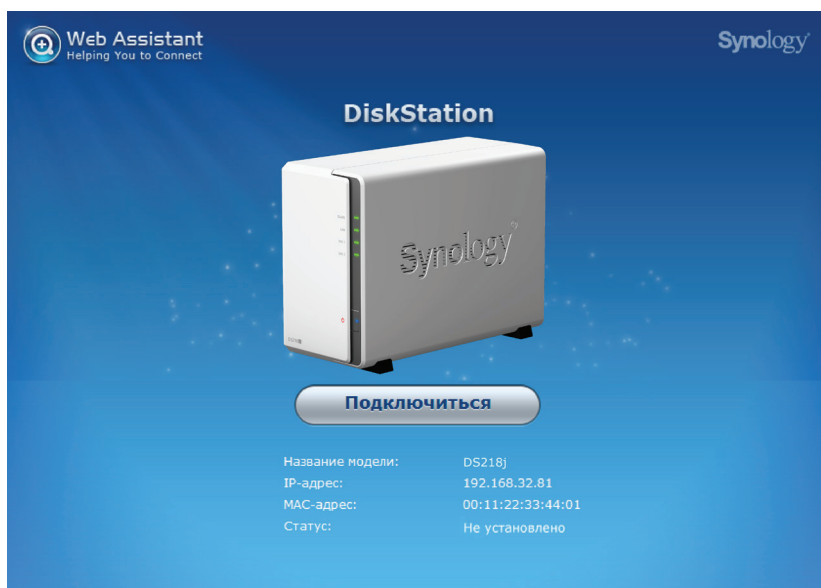 Web Assistant
Helping You to Connect
Synology
DiskStation
Synology
Подключиться
Название модели: DS218j
IP-адрес: 192.168.32.81
MAC-адрес: 00:11:22:33:44:01
Статус: Не установлено